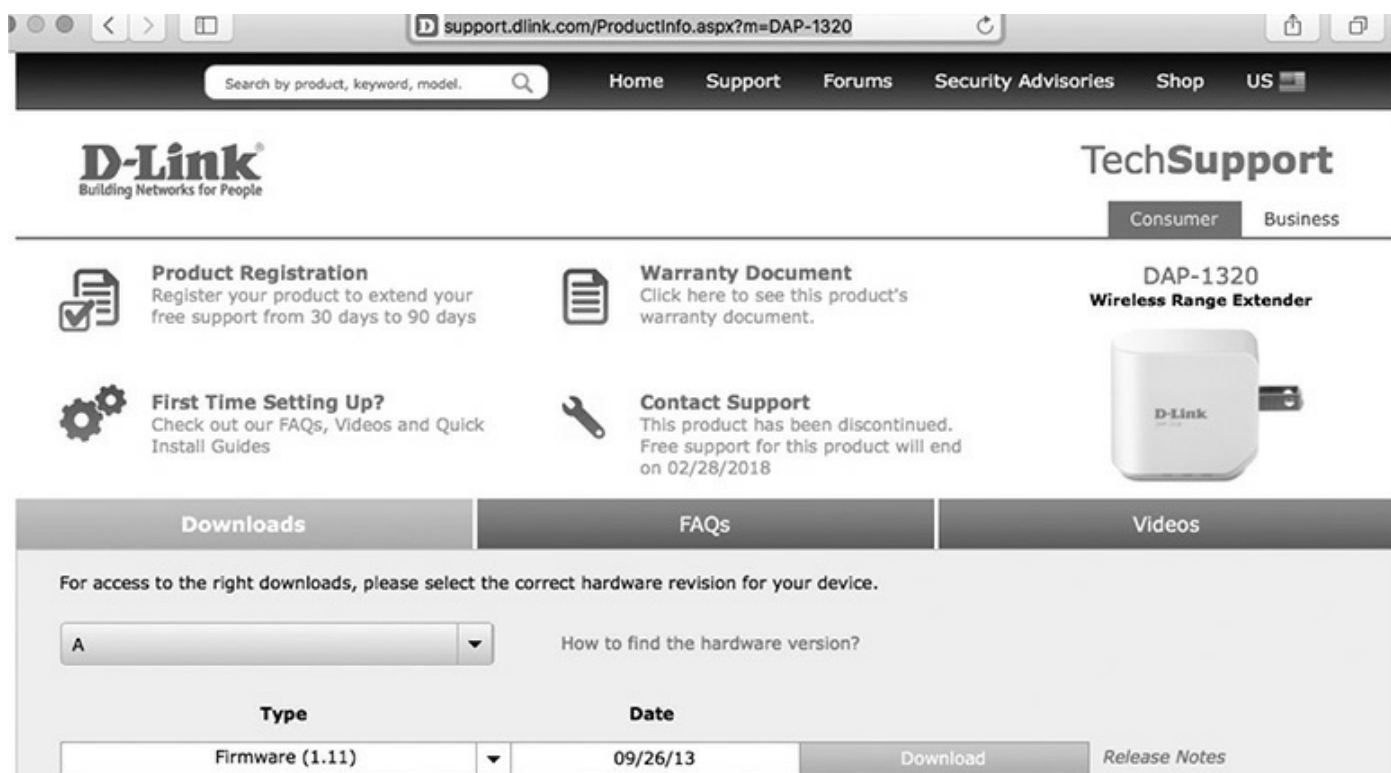 support.dlink.com/ProductInfo.aspx?m=DAP-1320
Search by product, keyword, model.
Home Support Forums Security Advisories Shop US
D-Link
Building Networks for People
TechSupport
Consumer Business
Product Registration
Register your product to extend your
free support from 30 days to 90 days
Warranty Document
Click here to see this product's
warranty document.
DAP-1320
Wireless Range Extender
First Time Setting Up?
Check out our FAQs, Videos and Quick
Install Guides
Contact Support
This product has been discontinued.
Free support for this product will end
on 02/28/2018
D-Link
Downloads FAQs Videos
For access to the right downloads, please select the correct hardware revision for your device.
A
How to find the hardware version?
Type Date
Firmware (1.11) 09/26/13 Download Release Notes